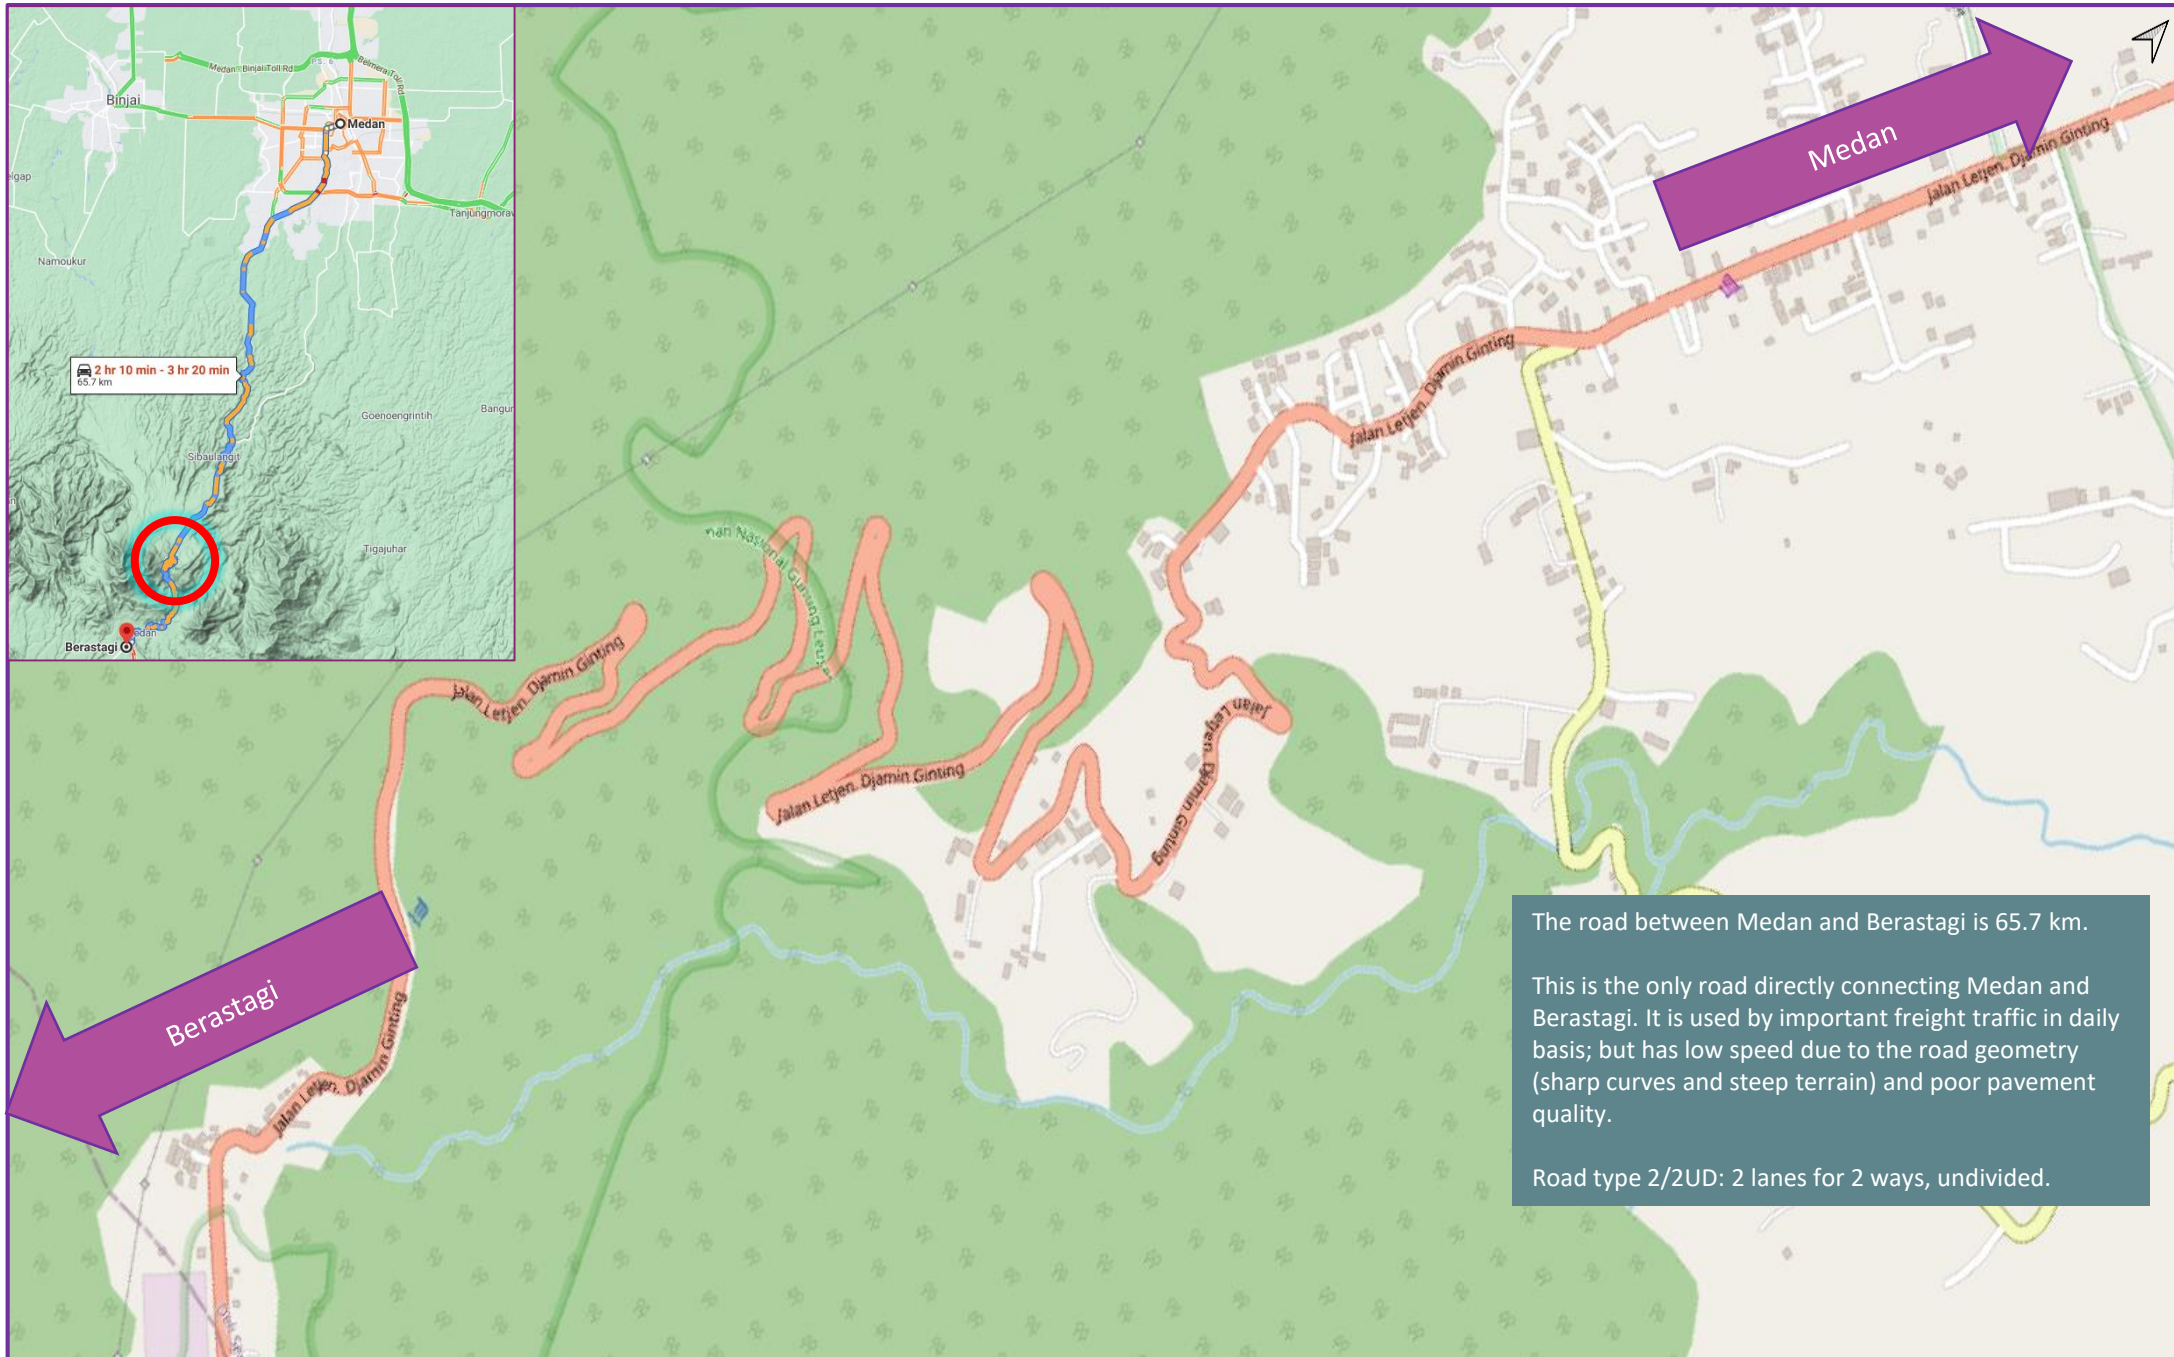 Medan Binjai Toll Rd
Belmera Toll Rd
Binjai
Medan
Tanjungmorawa
Namoukur
2 hr 10 min - 3 hr 20 min
65.7 km
Goenoengrintih
Bangun
Sibaulangit
Tigajuhar
Berastagi
Medan
Jalan Letjen. Djamin Ginting
Jalan Letjen. Djamin Ginting
Jalan Letjen. Djamin Ginting
Jalan Letjen. Djamin Ginting
Jalan Letjen. Djamin Ginting
Jalan Letjen. Djamin Ginting
Jalan Letjen. Djamin Ginting
Berastagi
The road between Medan and Berastagi is 65.7 km.
This is the only road directly connecting Medan and
Berastagi. It is used by important freight traffic in daily
basis; but has low speed due to the road geometry
(sharp curves and steep terrain) and poor pavement
quality.
Road type 2/2UD: 2 lanes for 2 ways, undivided.